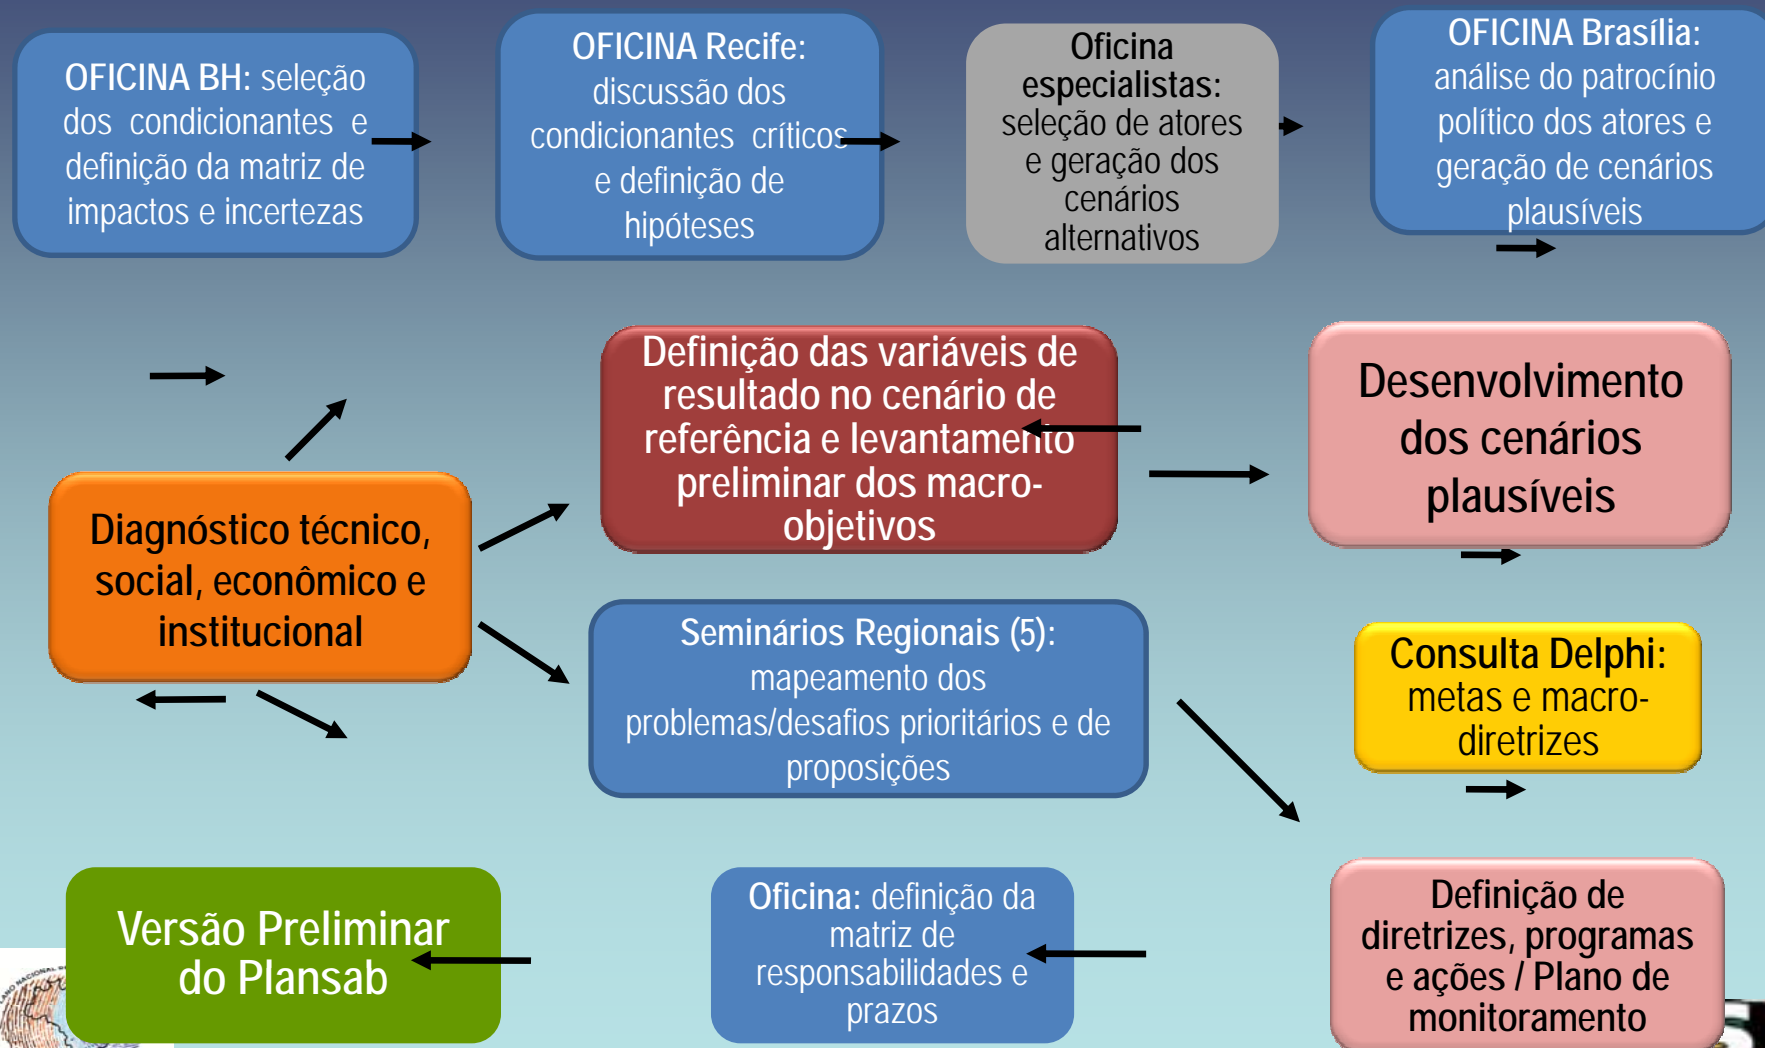 OFICINA BH: seleção
dos condicionantes e
definição da matriz de
impactos e incertezas
OFICINA Recife:
discussão dos
condicionantes críticos
e definição de
hipóteses
Oficina
especialistas:
seleção de atores
e geração dos
cenários
alternativos
OFICINA Brasília:
análise do patrocínio
político dos atores e
geração de cenários
plausíveis
Definição das variáveis de
resultado no cenário de
referência e levantamento
preliminar dos macro-
objetivos
Desenvolvimento
dos cenários
plausíveis
Diagnóstico técnico,
social, econômico e
institucional
Seminários Regionais (5):
mapeamento dos
problemas/desafios prioritários e de
proposições
Consulta Delphi:
metas e macro-
diretrizes
Versão Preliminar
do Plansab
Oficina: definição da
matriz de
responsabilidades e
prazos
Definição de
diretrizes, programas
e ações / Plano de
monitoramento